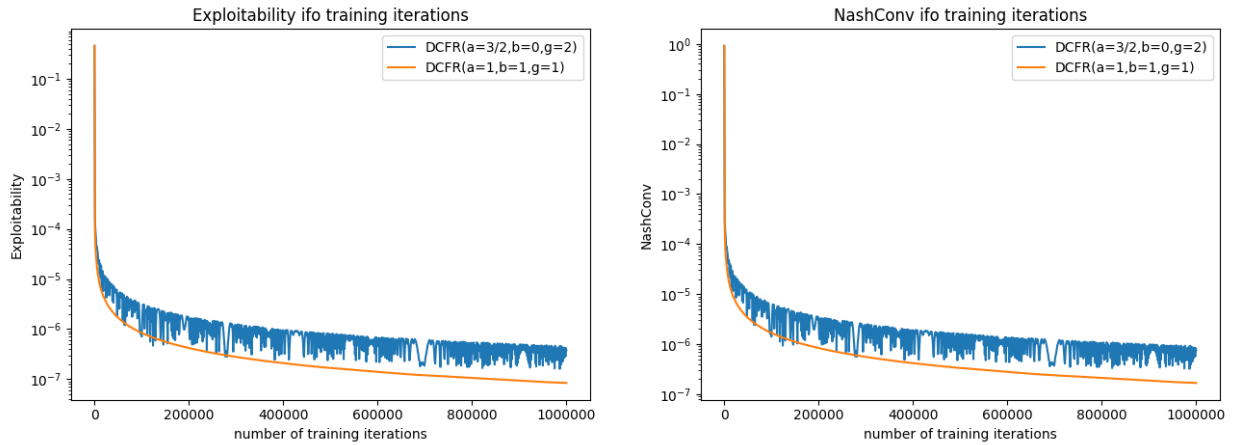 Exploitability ifo training iterations
DCFR(a=3/2,b=0,g=2)
DCFR(a=1,b=1,g=1)
Exploitability
10^-1
10^-2
10^-3
10^-4
10^-5
10^-6
10^-7
0 200000 400000 600000 800000 1000000
number of training iterations
NashConv ifo training iterations
DCFR(a=3/2,b=0,g=2)
DCFR(a=1,b=1,g=1)
NashConv
10^0
10^-1
10^-2
10^-3
10^-4
10^-5
10^-6
10^-7
0 200000 400000 600000 800000 1000000
number of training iterations